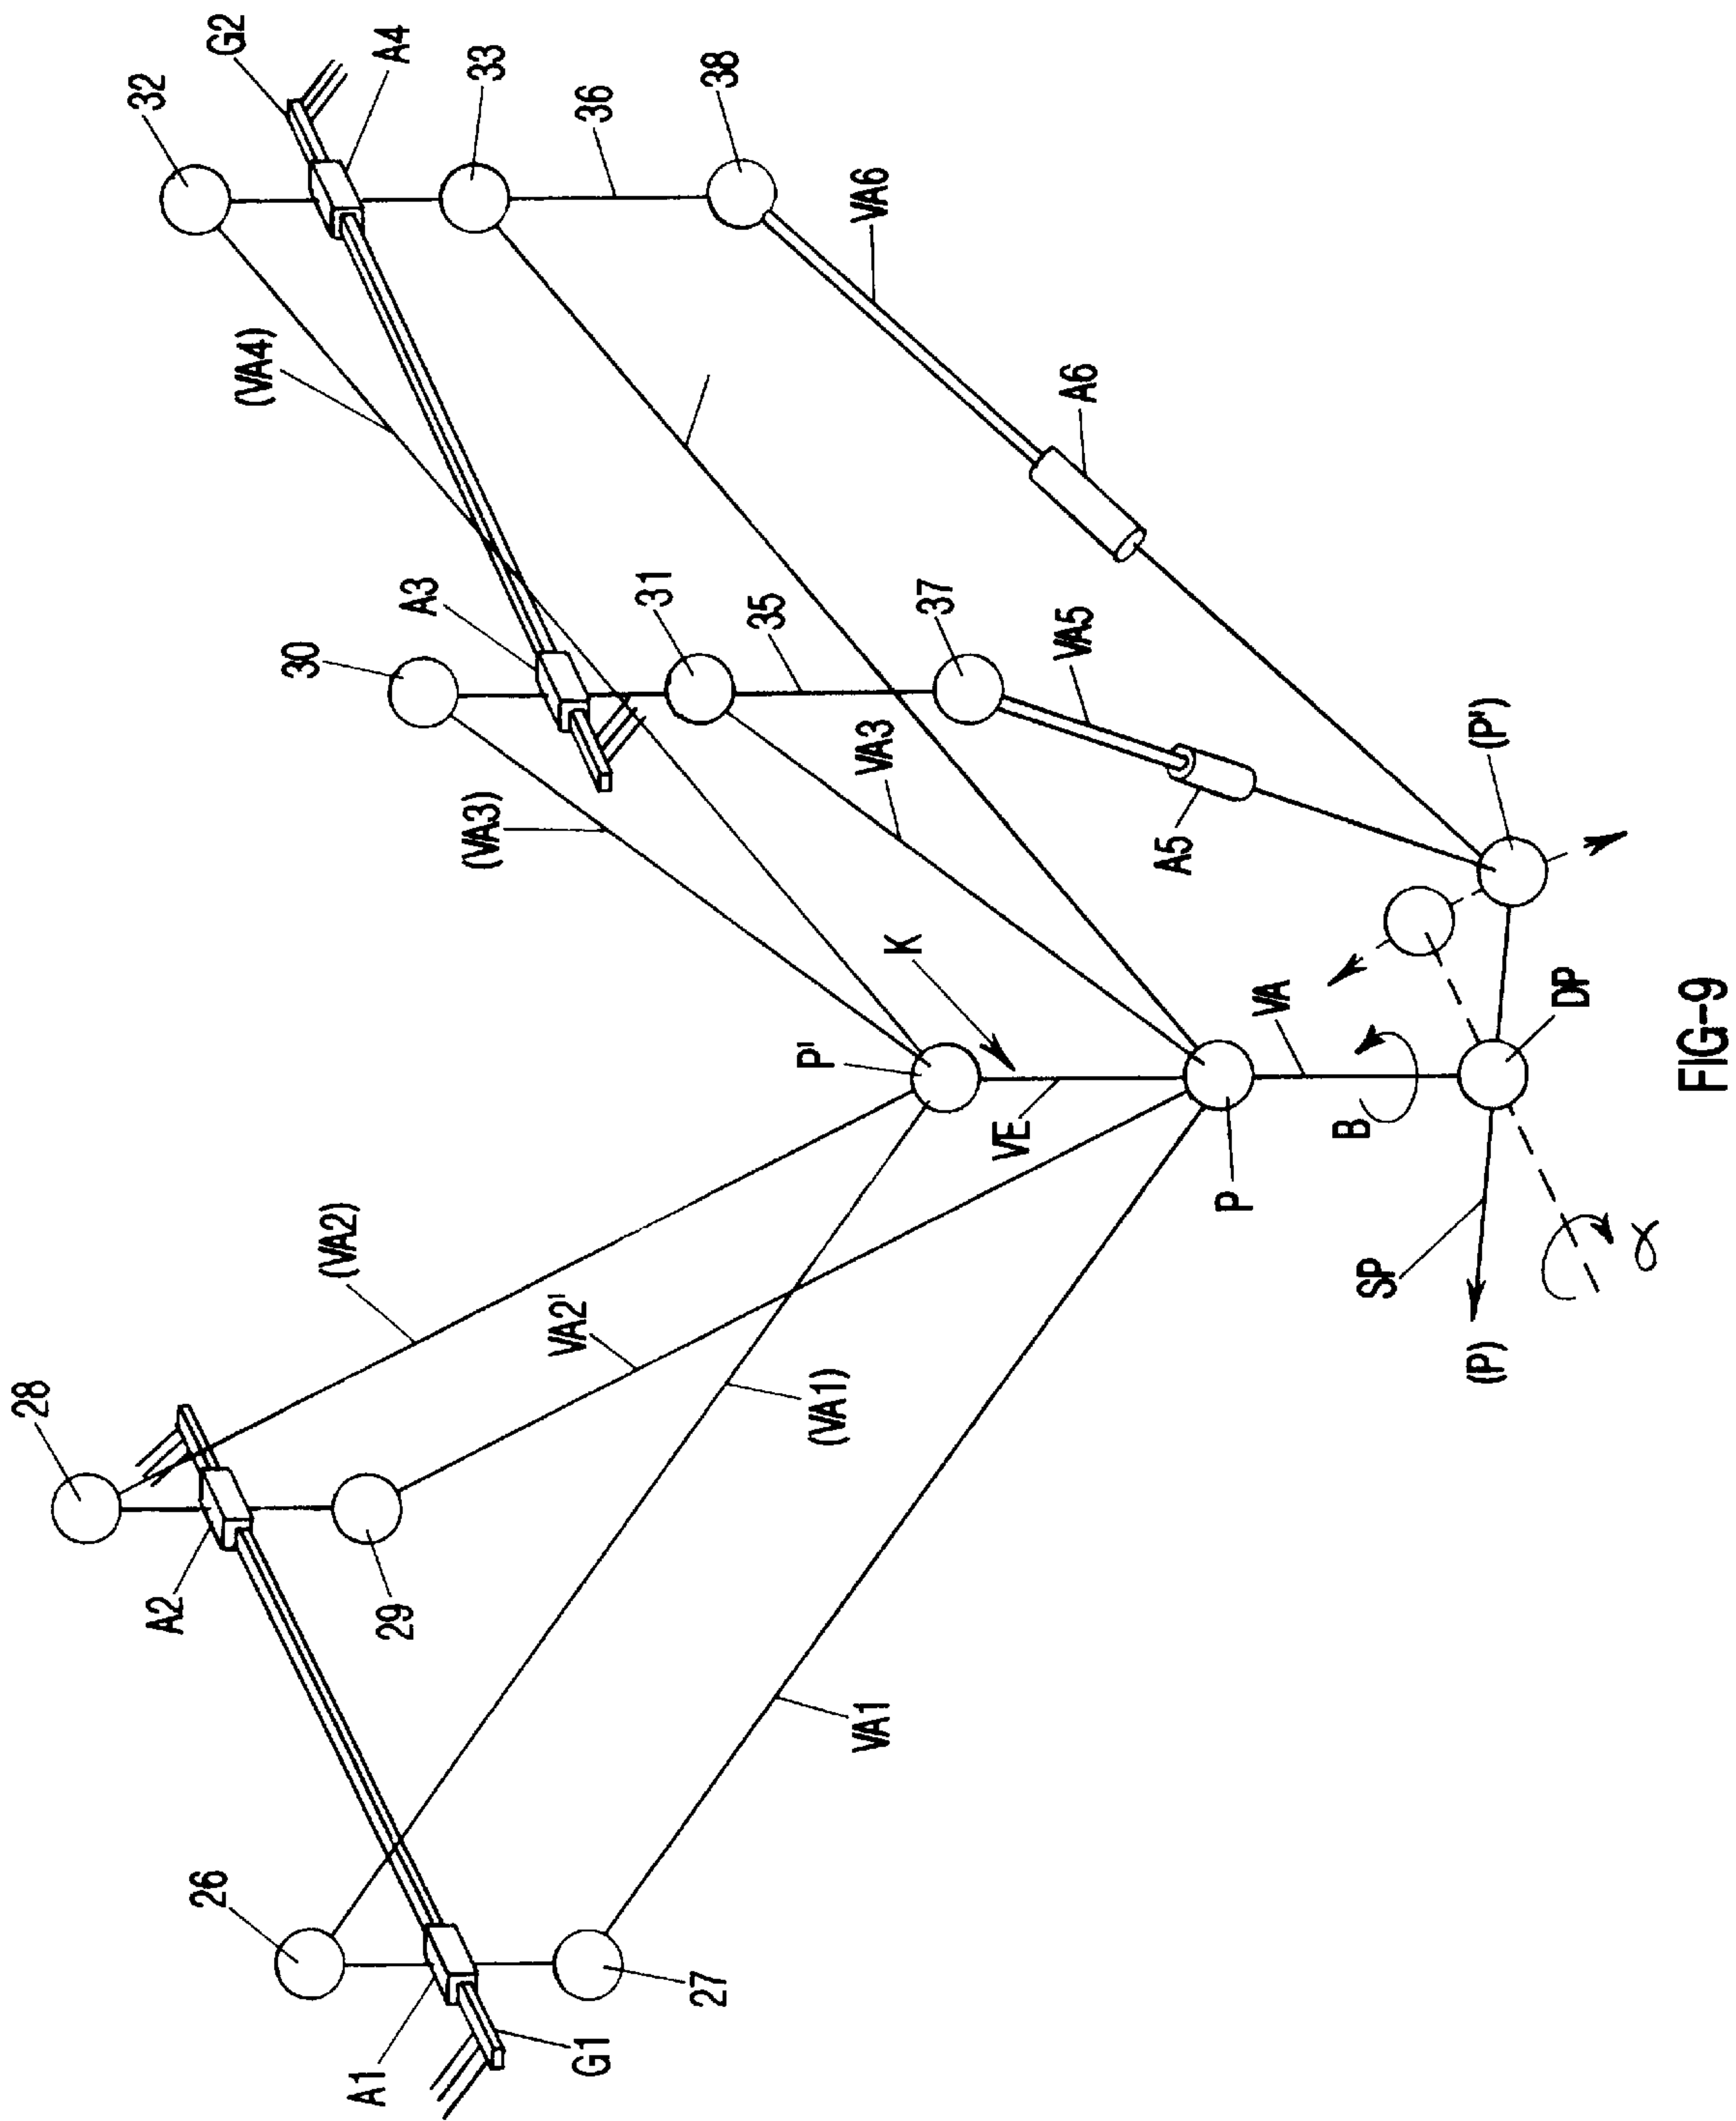 G2
32
A4
33
36
38
(VA4)
VA6
A6
A3
31
30
35
37
VA5
(VA3)
VA3
A5
(P')
K
P'
VA
DP
VE
B
P
(VA2)
SP
α
VA2'
(P)
28
(VA1)
A2
29
VA1
26
27
A1
G1
FIG-9